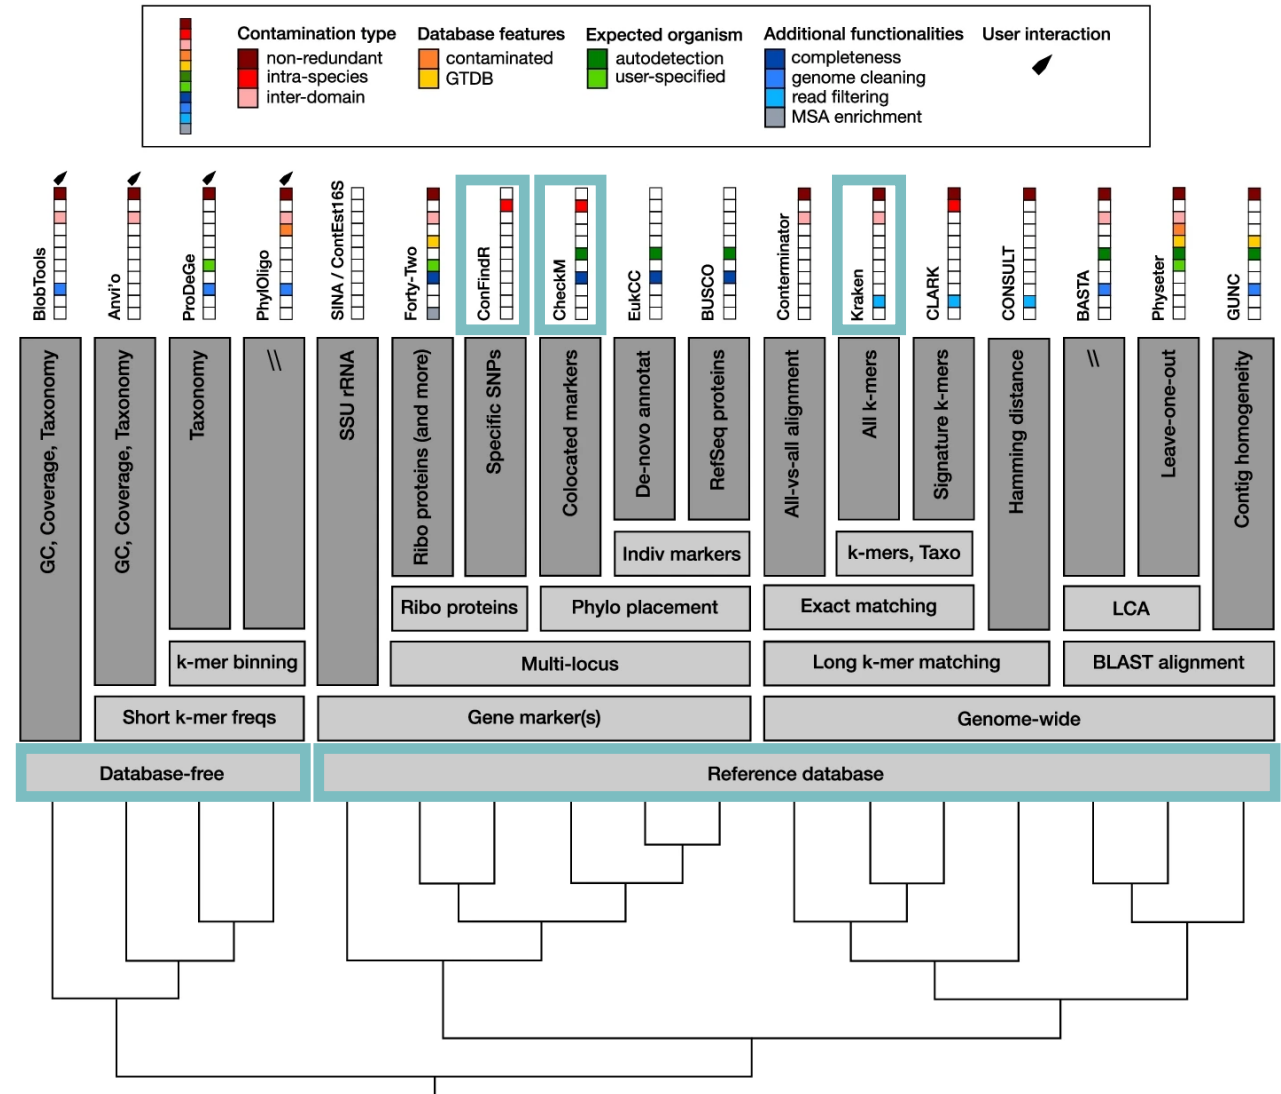 Contamination type
non-redundant
intra-species
inter-domain
Database features
contaminated
GTDB
Expected organism
autodetection
user-specified
Additional functionalities
completeness
genome cleaning
read filtering
MSA enrichment
User interaction
BlobTools
Anvi'o
ProDeGe
PhylOligo
SINA / ContEst16S
Forty-Two
ConFindR
CheckM
EukCC
BUSCO
Conterminator
Kraken
CLARK
CONSULT
BASTA
Physeter
GUNC
GC, Coverage, Taxonomy
GC, Coverage, Taxonomy
Taxonomy
\\
SSU rRNA
Ribo proteins (and more)
Specific SNPs
Colocated markers
De-novo annotat
RefSeq proteins
All-vs-all alignment
All k-mers
Signature k-mers
Hamming distance
\\
Leave-one-out
Contig homogeneity
Indiv markers
k-mers, Taxo
Ribo proteins
Phylo placement
Exact matching
LCA
k-mer binning
Multi-locus
Long k-mer matching
BLAST alignment
Short k-mer freqs
Gene marker(s)
Genome-wide
Database-free
Reference database